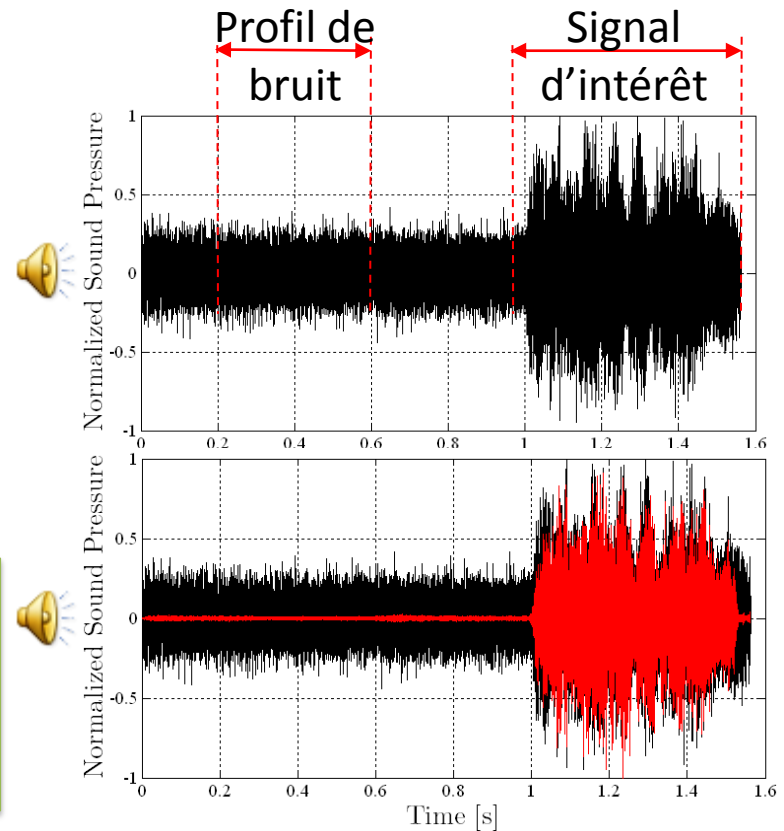 Profil de
bruit
Signal
d'intérêt
Normalized Sound Pressure
1
0.5
0
-0.5
-1
0 0.2 0.4 0.6 0.8 1 1.2 1.4 1.6
Normalized Sound Pressure
1
0.5
0
-0.5
-1
0 0.2 0.4 0.6 0.8 1 1.2 1.4 1.6
Time [s]